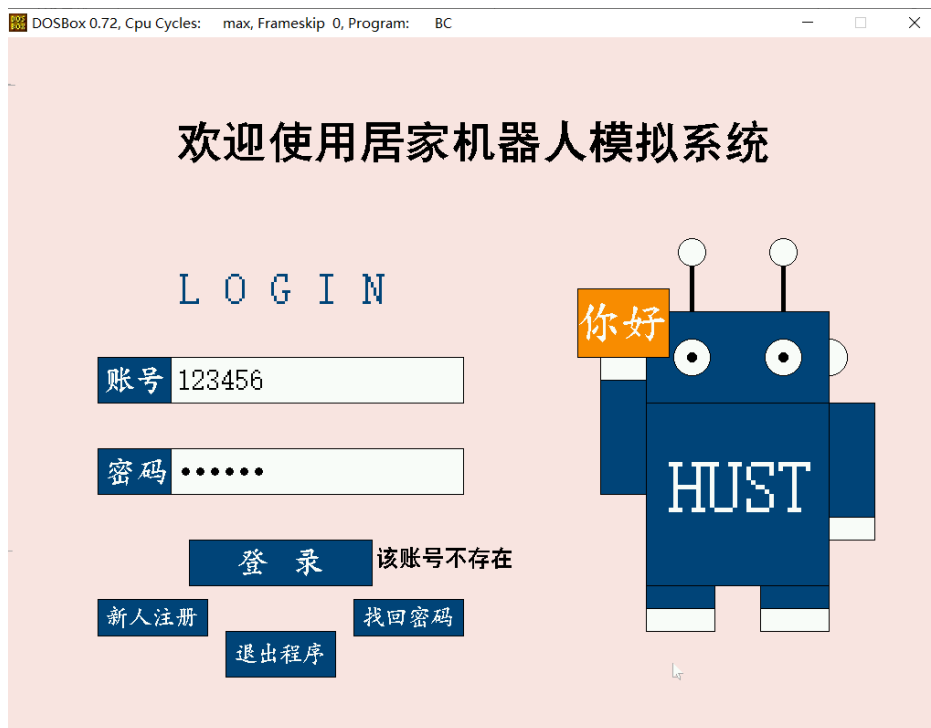 DOSBox 0.72, Cpu Cycles: max, Frameskip 0, Program: BC
欢迎使用居家机器人模拟系统
LOGIN
你好
账号 123456
密码 ••••••
HUST
登 录 该账号不存在
新人注册 找回密码
退出程序